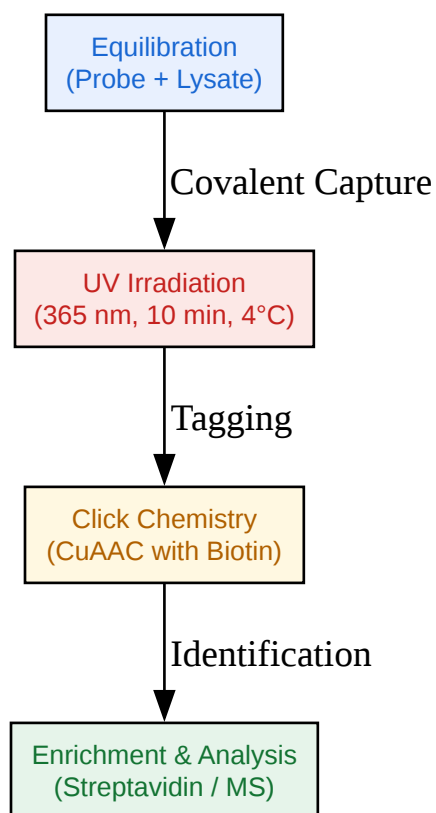 Equilibration
(Probe + Lysate)
Covalent Capture
UV Irradiation
(365 nm, 10 min, 4°C)
Tagging
Click Chemistry
(CuAAC with Biotin)
Identification
Enrichment & Analysis
(Streptavidin / MS)